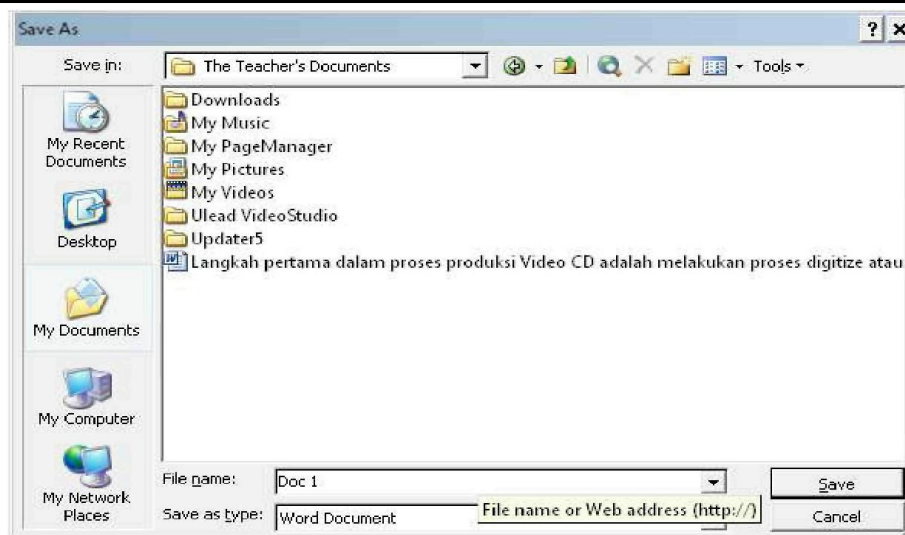 Save As
Save in:
The Teacher's Documents
Tools
My Recent
Documents
Desktop
My Documents
My Computer
My Network
Places
Downloads
My Music
My PageManager
My Pictures
My Videos
Ulead VideoStudio
Updater5
Langkah pertama dalam proses produksi Video CD adalah melakukan proses digitize atau
File name:
Doc 1
Save
Save as type:
Word Document
File name or Web address (http://)
Cancel